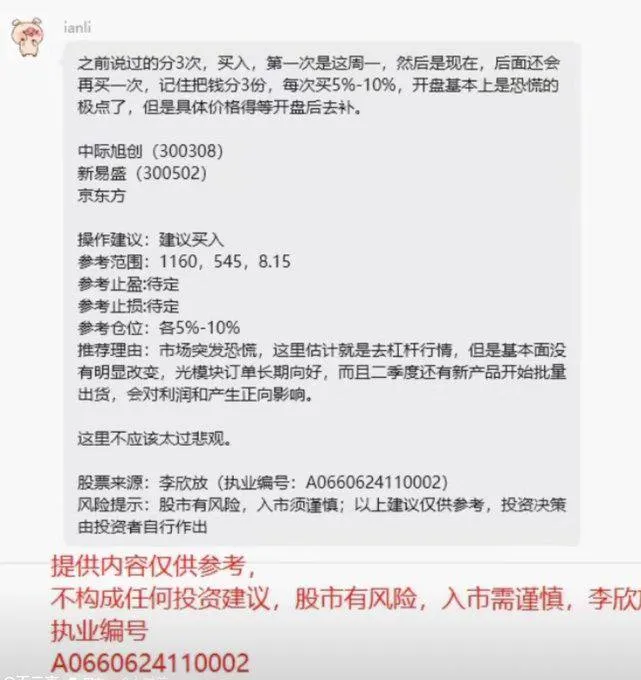 ianli
之前说过的分3次，买入，第一次是这周一，然后是现在，后面还会
再买一次，记住把钱分3份，每次买5%-10%，开盘基本上是恐慌的
极点了，但是具体价格得等开盘后去补。
中际旭创（300308）
新易盛（300502）
京东方
操作建议：建议买入
参考范围：1160，545，8.15
参考止盈:待定
参考止损:待定
参考仓位：各5%-10%
推荐理由：市场突发恐慌，这里估计就是去杠杆行情，但是基本面没
有明显改变，光模块订单长期向好，而且二季度还有新产品开始批量
出货，会对利润和产生正向影响。
这里不应该太过悲观。
股票来源：李欣放（执业编号：A0660624110002）
风险提示：股市有风险，入市须谨慎；以上建议仅供参考，投资决策
由投资者自行作出
提供内容仅供参考，
不构成任何投资建议，股市有风险，入市需谨慎，李欣
执业编号
A0660624110002